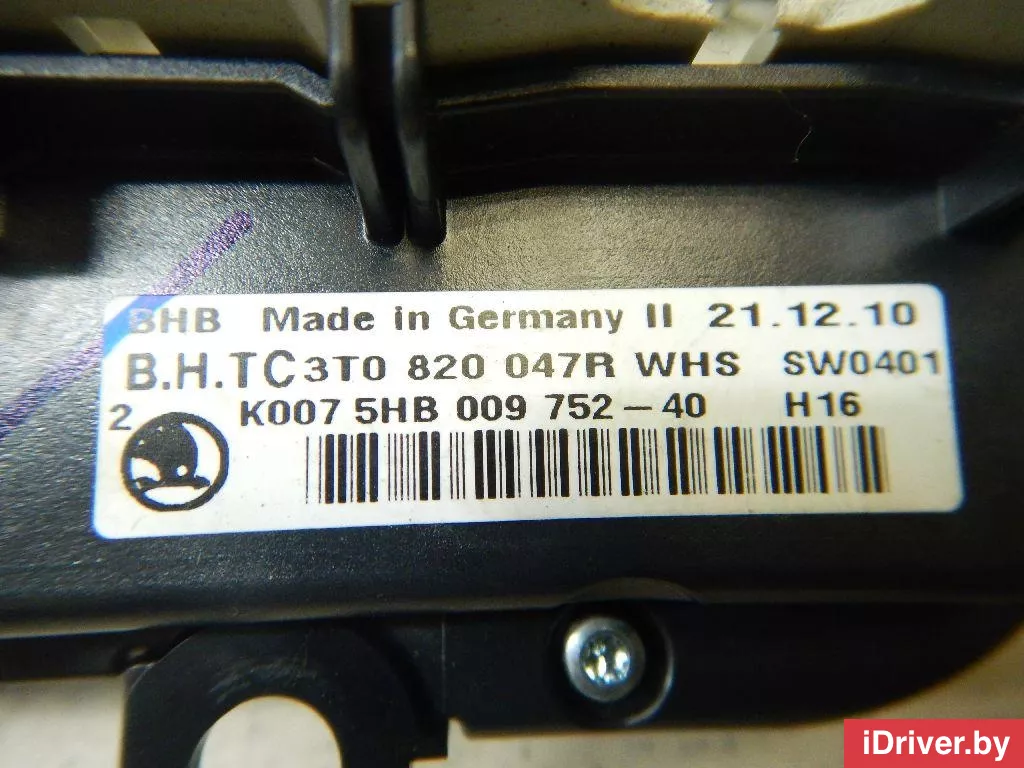 BHB Made in Germany II 21.12.10
B.H.TC 3T0 820 047R WHS SW0401
2 K007 5HB 009 752-40 H16
iDriver.by